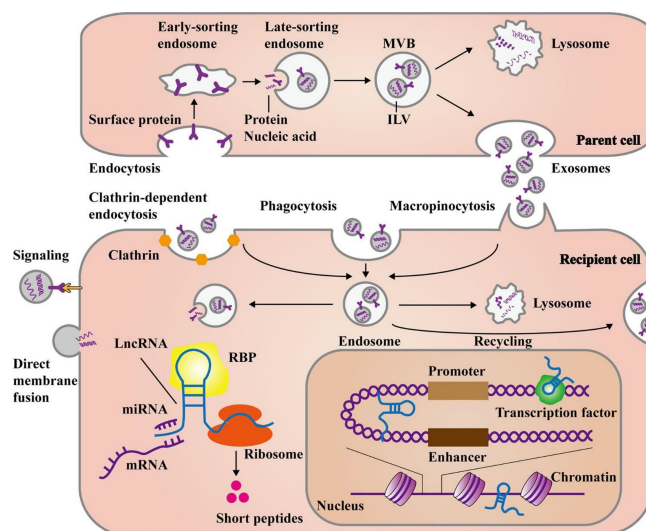 Early-sorting
endosome
Late-sorting
endosome
MVB
Lysosome
Surface protein
Protein
Nucleic acid
ILV
Parent cell
Endocytosis
Exosomes
Clathrin-dependent
endocytosis
Phagocytosis
Macropinocytosis
Signaling
Clathrin
Recipient cell
Endosome
Lysosome
Recycling
Direct
membrane
fusion
LncRNA
RBP
miRNA
mRNA
Ribosome
Short peptides
Promoter
Transcription factor
Enhancer
Chromatin
Nucleus